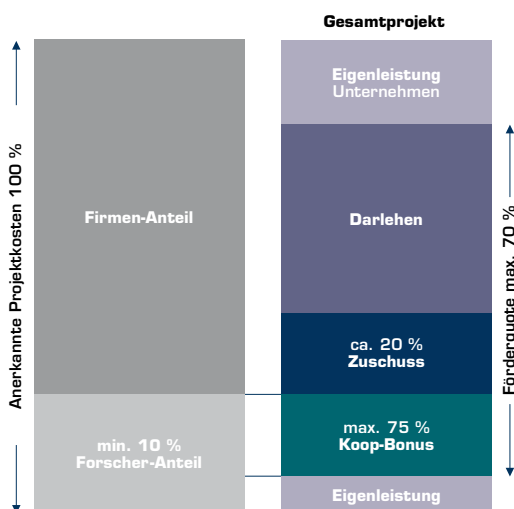 Gesamtprojekt
Anerkannte Projektkosten 100 %
Firmen-Anteil
min. 10 %
Forscher-Anteil
Eigenleistung
Unternehmen
Darlehen
ca. 20 %
Zuschuss
max. 75 %
Koop-Bonus
Eigenleistung
Förderquote max. 70 %